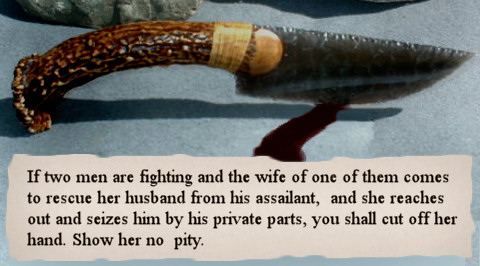 If two men are fighting and the wife of one of them comes
to rescue her husband from his assailant, and she reaches
out and seizes him by his private parts, you shall cut off her
hand. Show her no pity.